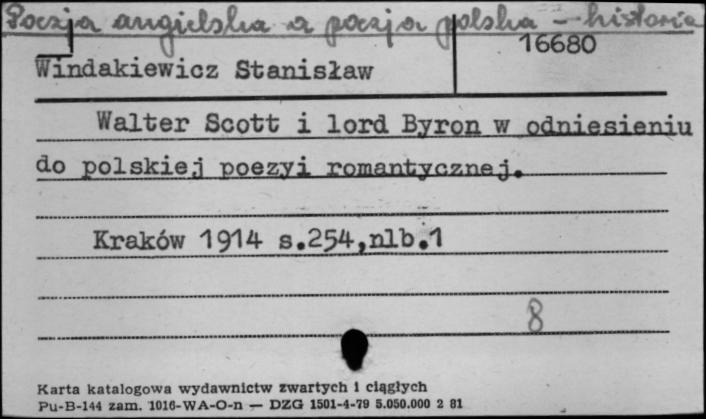 Poezja angielska a poezja polska - historia
16680
Windakiewicz Stanisław
Walter Scott i lord Byron w odniesieniu
do polskiej poezyi romantycznej.
Kraków 1914 s.254,nlb.1
8
Karta katalogowa wydawnictw zwartych i ciągłych
Pu-B-144 zam. 1016-WA-O-n — DZG 1501-4-79 5.050.000 2 81